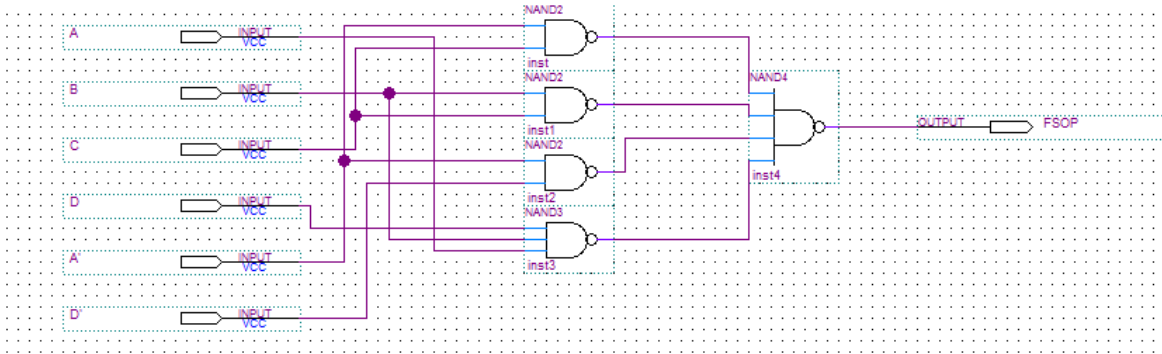 A
INPUT
VCC
B
INPUT
VCC
C
INPUT
VCC
D
INPUT
VCC
A'
INPUT
VCC
D'
INPUT
VCC
NAND2
inst
NAND2
inst1
NAND2
inst2
NAND3
inst3
NAND4
inst4
OUTPUT
FSOP